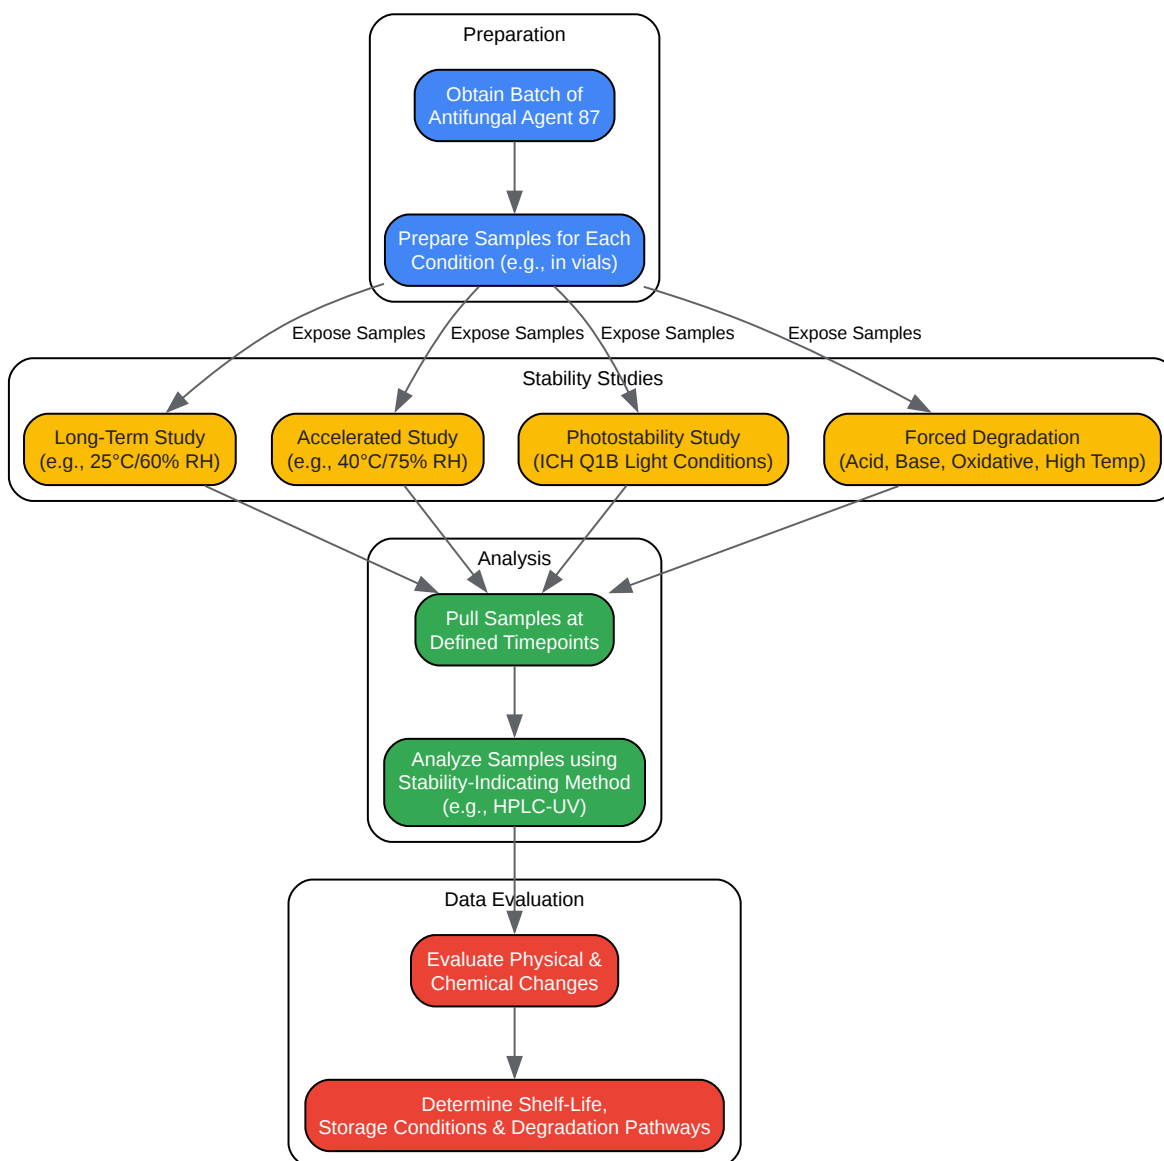 Preparation
Obtain Batch of
Antifungal Agent 87
Prepare Samples for Each
Condition (e.g., in vials)
Expose Samples
Expose Samples
Expose Samples
Expose Samples
Stability Studies
Long-Term Study
(e.g., 25°C/60% RH)
Accelerated Study
(e.g., 40°C/75% RH)
Photostability Study
(ICH Q1B Light Conditions)
Forced Degradation
(Acid, Base, Oxidative, High Temp)
Analysis
Pull Samples at
Defined Timepoints
Analyze Samples using
Stability-Indicating Method
(e.g., HPLC-UV)
Data Evaluation
Evaluate Physical &
Chemical Changes
Determine Shelf-Life,
Storage Conditions & Degradation Pathways